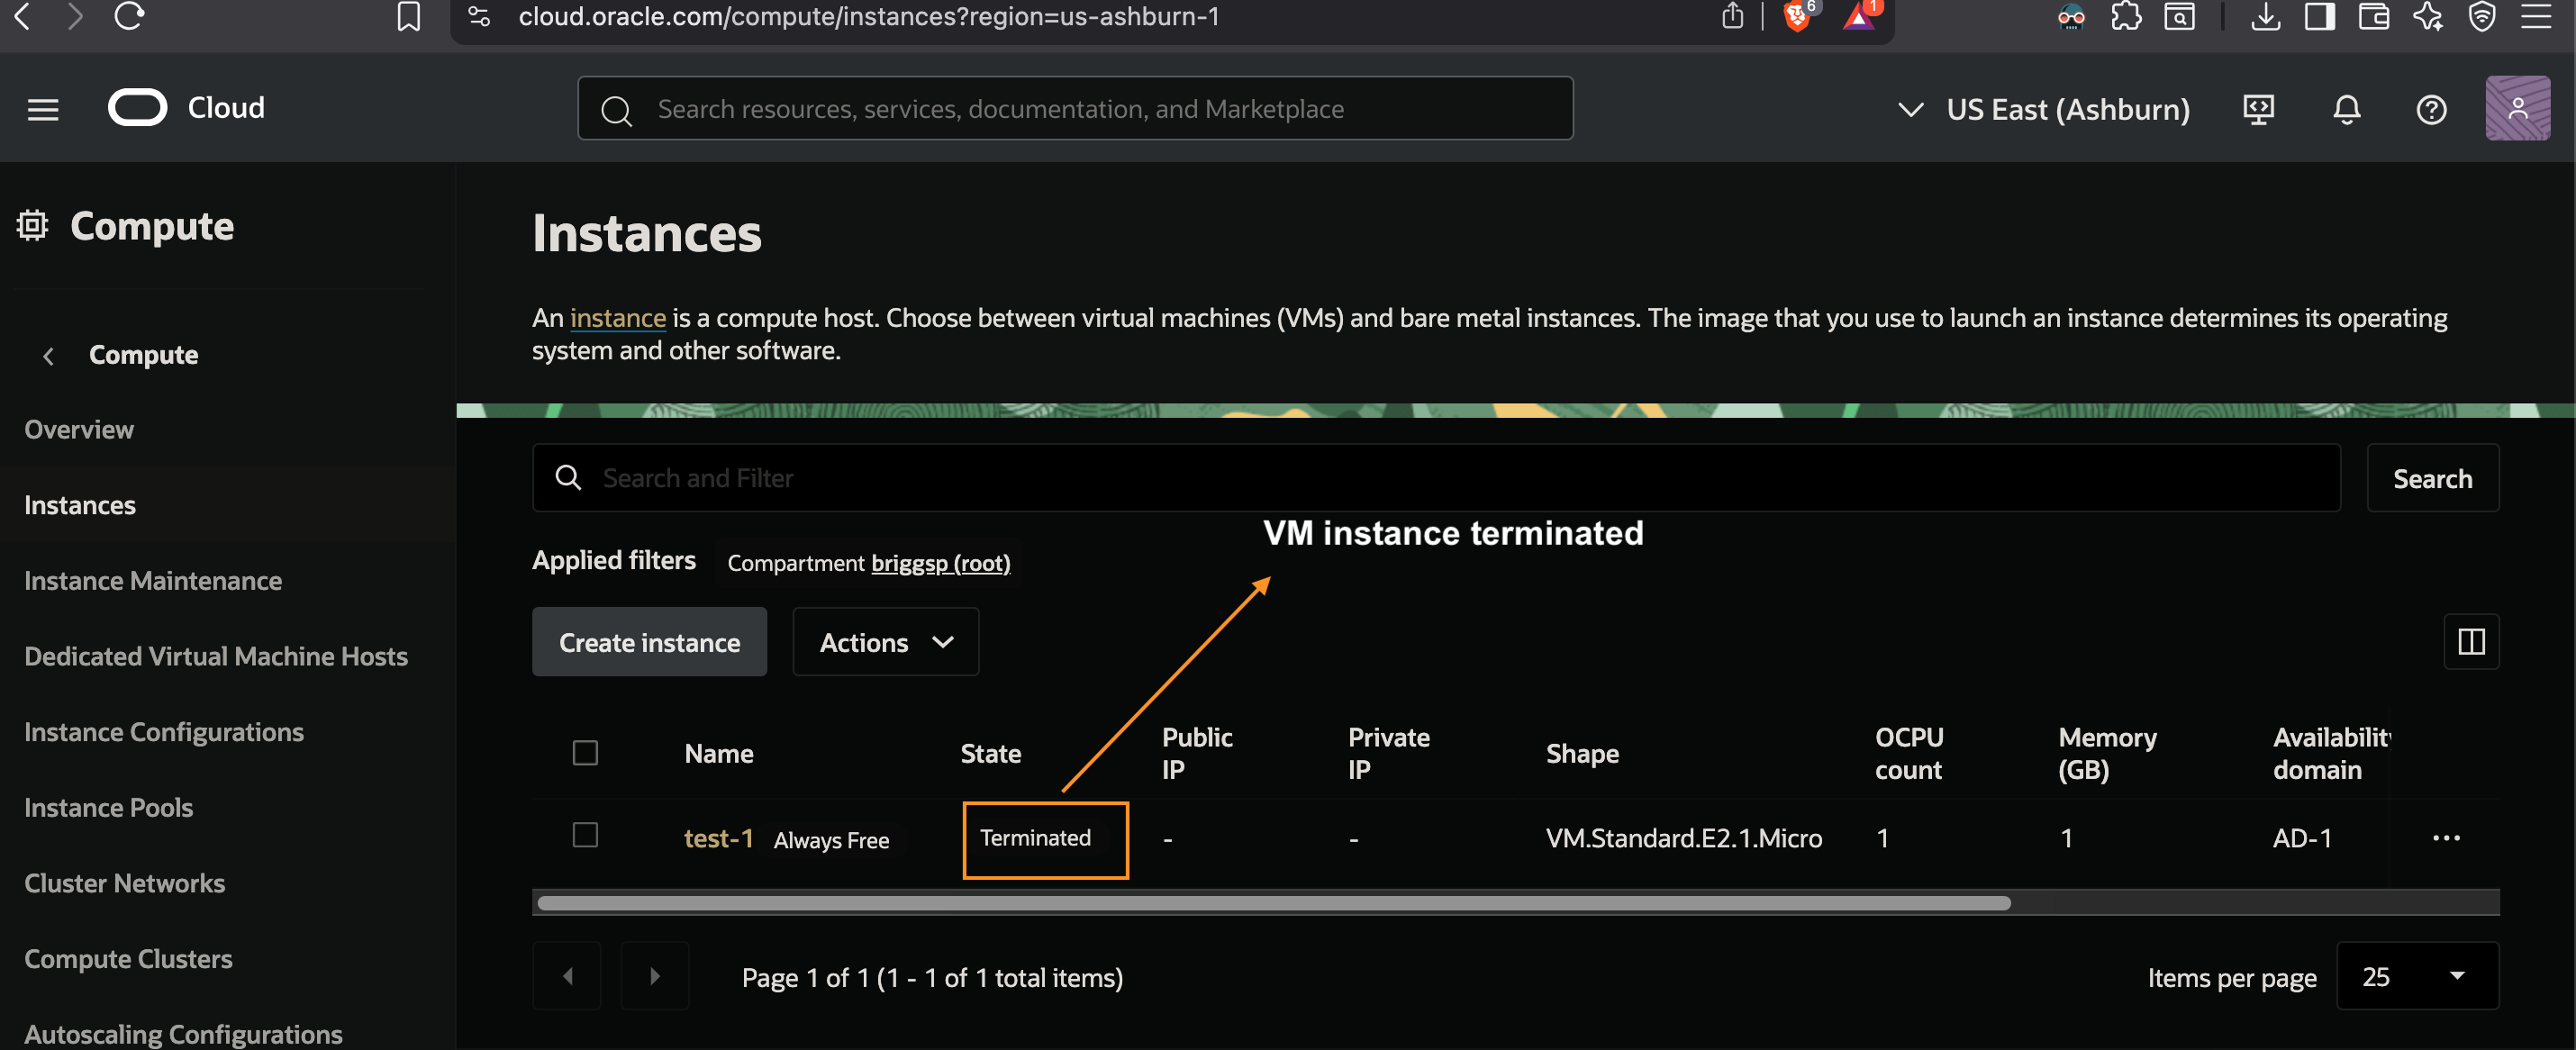 cloud.oracle.com/compute/instances?region=us-ashburn-1
6
1
Cloud
Search resources, services, documentation, and Marketplace
US East (Ashburn)
Compute
Compute
Overview
Instances
Instance Maintenance
Dedicated Virtual Machine Hosts
Instance Configurations
Instance Pools
Cluster Networks
Compute Clusters
Autoscaling Configurations
Instances
An instance is a compute host. Choose between virtual machines (VMs) and bare metal instances. The image that you use to launch an instance determines its operating
system and other software.
Search and Filter
Search
VM instance terminated
Applied filters Compartment briggsp (root)
Create instance Actions
Name State Public IP Private IP Shape OCPU count Memory (GB) Availability domain
test-1 Always Free Terminated - - VM.Standard.E2.1.Micro 1 1 AD-1
Page 1 of 1 (1 - 1 of 1 total items)
Items per page 25